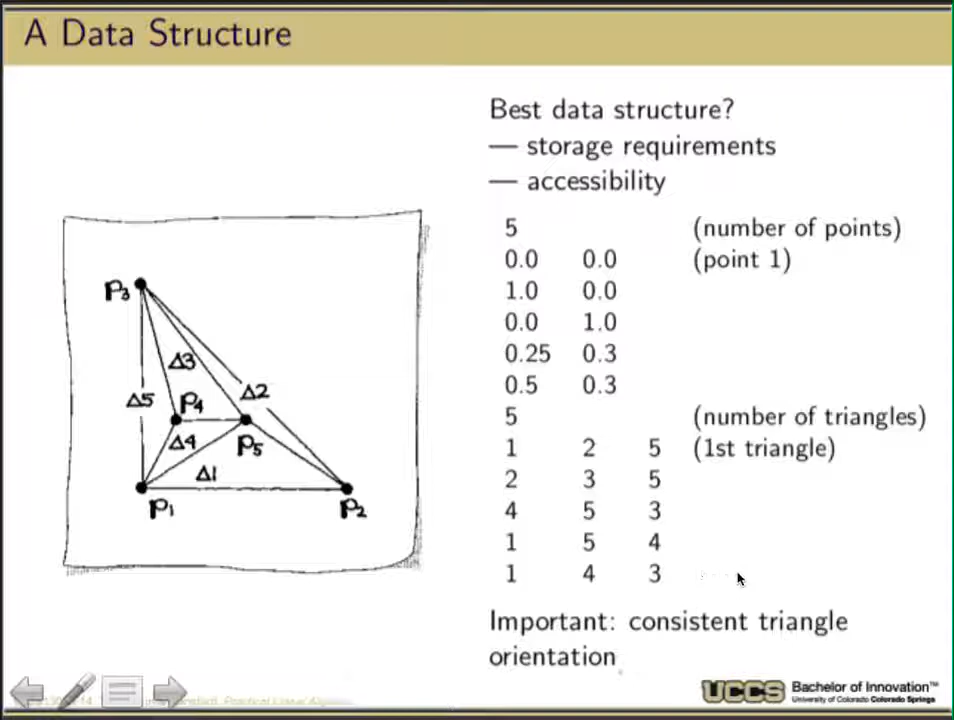 A Data Structure
Best data structure?
— storage requirements
— accessibility
5 (number of points)
0.0 0.0 (point 1)
1.0 0.0
0.0 1.0
0.25 0.3
0.5 0.3
5 (number of triangles)
1 2 5 (1st triangle)
2 3 5
4 5 3
1 5 4
1 4 3
Important: consistent triangle
orientation
P3
Δ3
Δ5
P4
Δ2
Δ4
P5
Δ1
P1
P2
Practical Linear
UCCS Bachelor of Innovation™
University of Colorado Colorado Springs